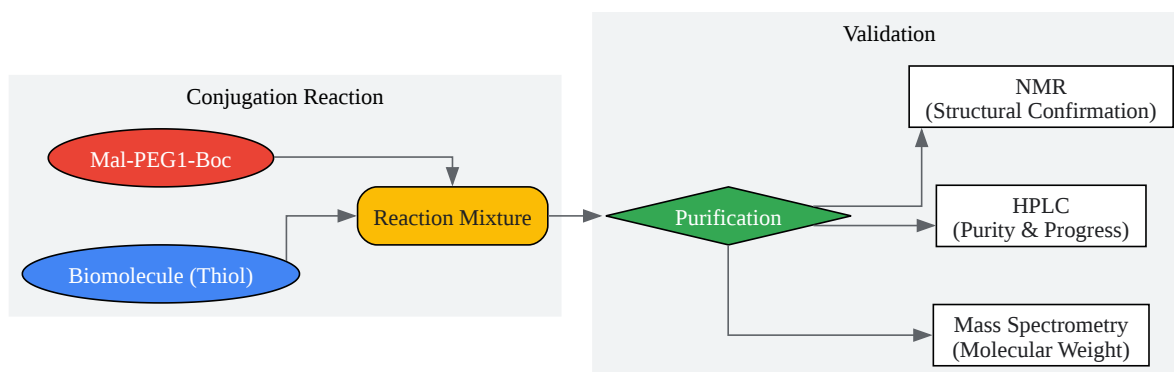 Conjugation Reaction
Mal-PEG1-Boc
Biomolecule (Thiol)
Reaction Mixture
Validation
Purification
NMR
(Structural Confirmation)
HPLC
(Purity & Progress)
Mass Spectrometry
(Molecular Weight)